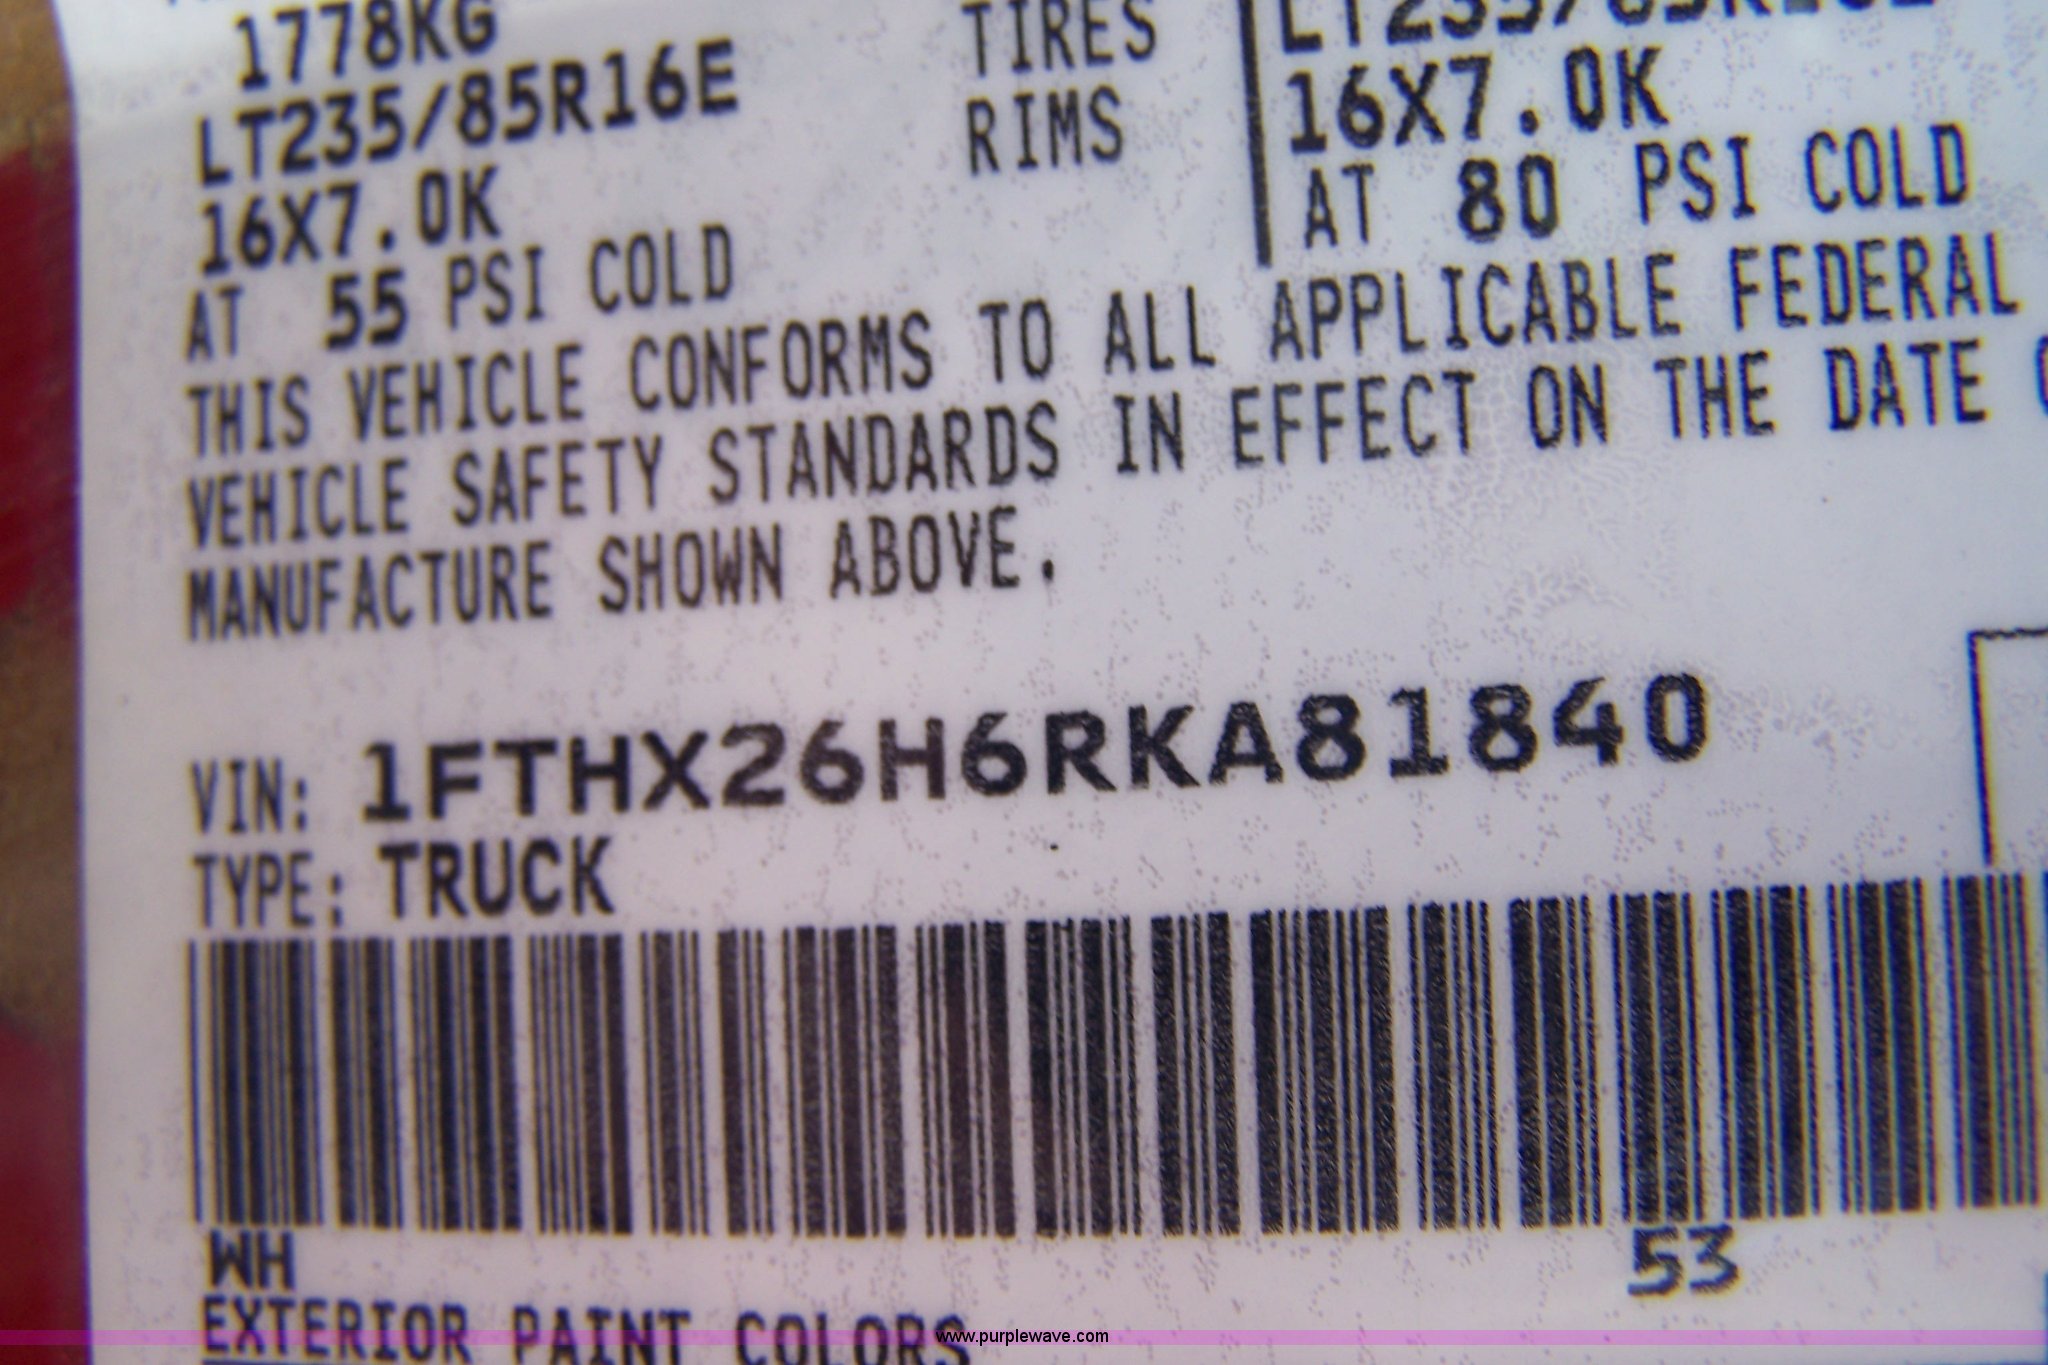 1778KG
TIRES
LT235/85R16E
RIMS
16X7.0K
16X7.0K
AT 80 PSI COLD
AT 55 PSI COLD
THIS VEHICLE CONFORMS TO ALL APPLICABLE FEDERAL
VEHICLE SAFETY STANDARDS IN EFFECT ON THE DATE
MANUFACTURE SHOWN ABOVE.
VIN: 1FTHX26H6RKA81840
TYPE: TRUCK
WH
53
EXTERIOR PAINT COLORS
www.purplewave.com